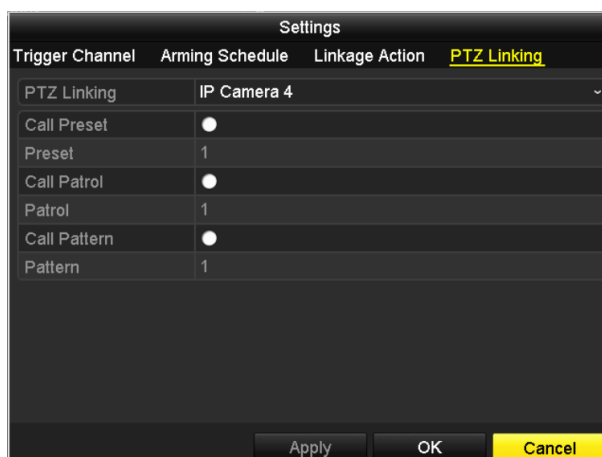 Settings
Trigger Channel Arming Schedule Linkage Action PTZ Linking
PTZ Linking IP Camera 4
Call Preset
Preset 1
Call Patrol
Patrol 1
Call Pattern
Pattern 1
Apply OK Cancel